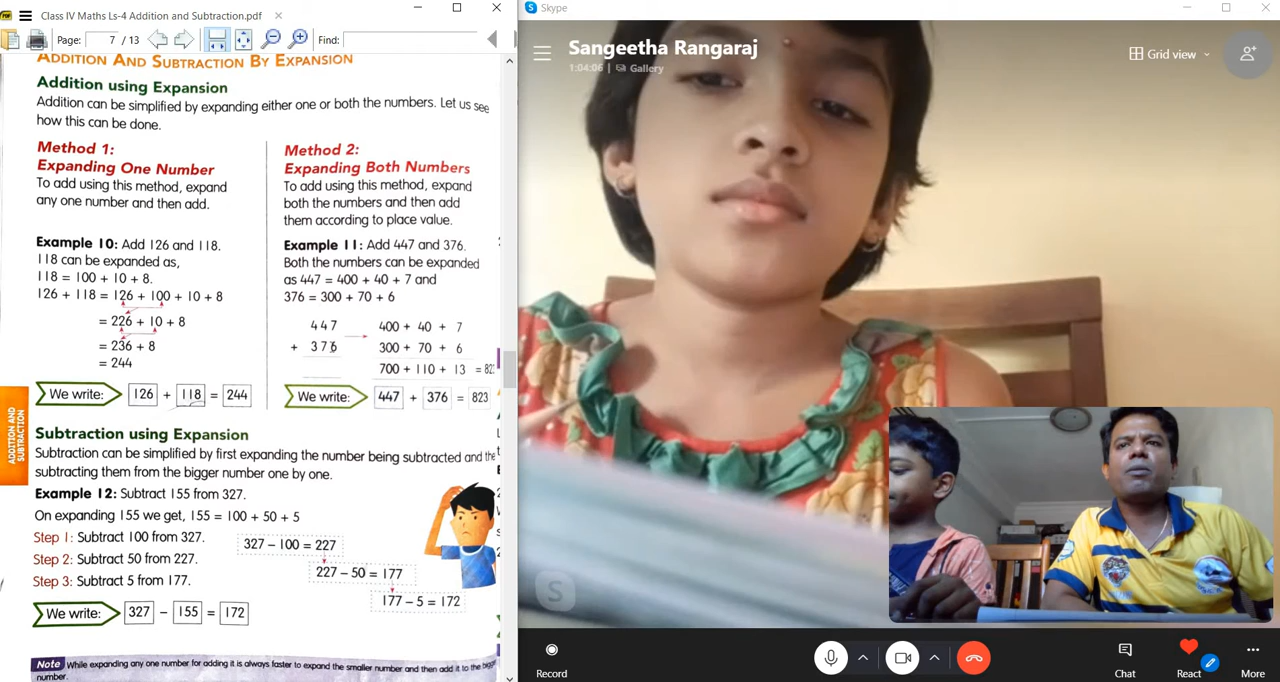 Class IV Maths Ls-4 Addition and Subtraction.pdf
Page: 7 / 13
Find:
ADDITION AND SUBTRACTION BY EXPANSION
Addition using Expansion
Addition can be simplified by expanding either one or both the numbers. Let us see
how this can be done.
Method 1:
Expanding One Number
To add using this method, expand
any one number and then add.
Example 10: Add 126 and 118.
118 can be expanded as,
118 = 100 + 10 + 8.
126 + 118 = 126 + 100 + 10 + 8
= 226 + 10 + 8
= 236 + 8
= 244
We write: 126 + 118 = 244
Method 2:
Expanding Both Numbers
To add using this method, expand
both the numbers and then add
them according to place value.
Example 11: Add 447 and 376.
Both the numbers can be expanded
as 447 = 400 + 40 + 7 and
376 = 300 + 70 + 6
447 400 + 40 + 7
+ 376 300 + 70 + 6
700 + 110 + 13 = 823
We write: 447 + 376 = 823
ADDITION AND
SUBTRACTION
Subtraction using Expansion
Subtraction can be simplified by first expanding the number being subtracted and the
subtracting them from the bigger number one by one.
Example 12: Subtract 155 from 327.
On expanding 155 we get, 155 = 100 + 50 + 5
Step 1: Subtract 100 from 327. 327 – 100 = 227
Step 2: Subtract 50 from 227. 227 – 50 = 177
Step 3: Subtract 5 from 177. 177 – 5 = 172
We write: 327 – 155 = 172
Note While expanding any one number for adding it is always faster to expand the smaller number and then add it to the bigger
number.
Skype
Sangeetha Rangaraj
1:04:06 | Gallery
Grid view
Record
Chat
React
More